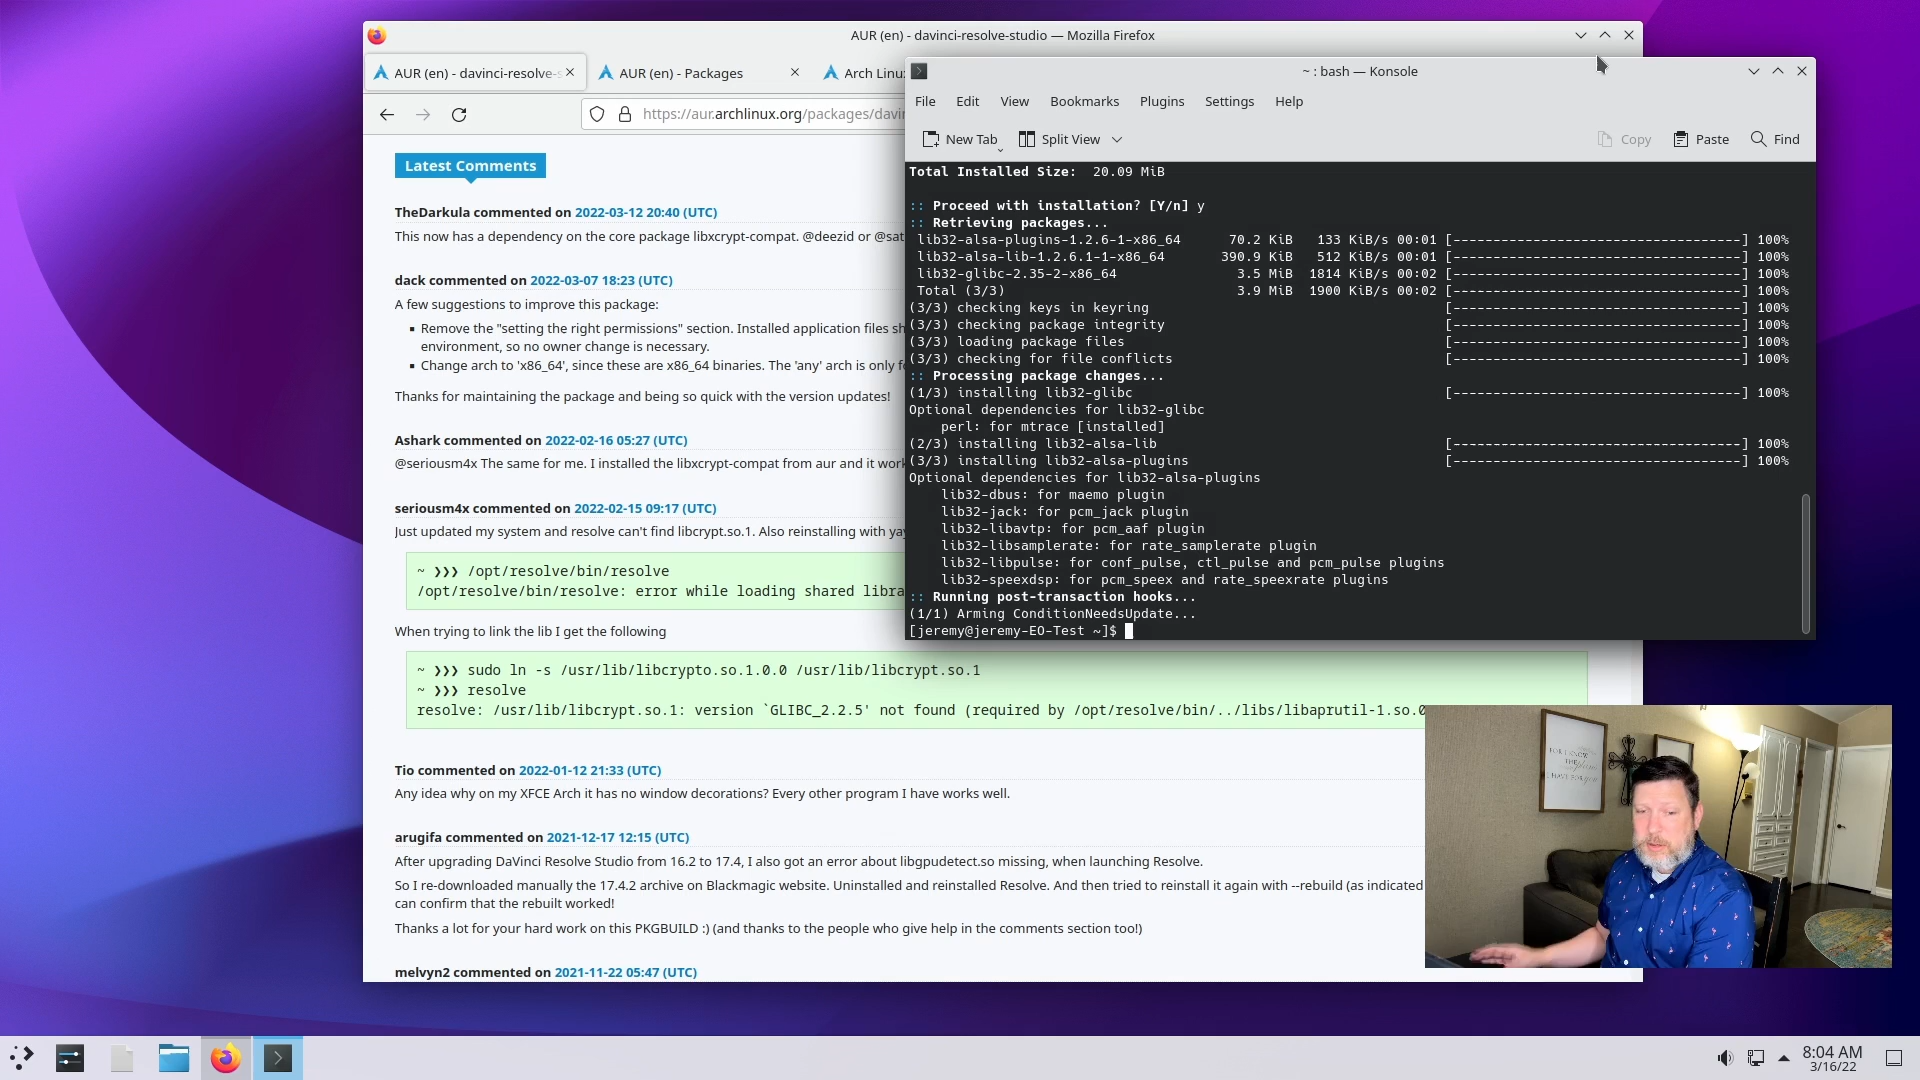 AUR (en) - davinci-resolve-studio — Mozilla Firefox
AUR (en) - davinci-resolve-s
AUR (en) - Packages
Arch Linu
https://aur.archlinux.org/packages/davi
Latest Comments
TheDarkula commented on 2022-03-12 20:40 (UTC)
This now has a dependency on the core package libxcrypt-compat. @deezid or @sat
dack commented on 2022-03-07 18:23 (UTC)
A few suggestions to improve this package:
▪ Remove the "setting the right permissions" section. Installed application files sh
environment, so no owner change is necessary.
▪ Change arch to 'x86_64', since these are x86_64 binaries. The 'any' arch is only f
Thanks for maintaining the package and being so quick with the version updates!
Ashark commented on 2022-02-16 05:27 (UTC)
@seriousm4x The same for me. I installed the libxcrypt-compat from aur and it work
seriousm4x commented on 2022-02-15 09:17 (UTC)
Just updated my system and resolve can't find libcrypt.so.1. Also reinstalling with yay
~ ❯❯❯ /opt/resolve/bin/resolve
/opt/resolve/bin/resolve: error while loading shared libra
When trying to link the lib I get the following
~ ❯❯❯ sudo ln -s /usr/lib/libcrypto.so.1.0.0 /usr/lib/libcrypt.so.1
~ ❯❯❯ resolve
resolve: /usr/lib/libcrypt.so.1: version `GLIBC_2.2.5' not found (required by /opt/resolve/bin/../libs/libaprutil-1.so.0
Tio commented on 2022-01-12 21:33 (UTC)
Any idea why on my XFCE Arch it has no window decorations? Every other program I have works well.
arugifa commented on 2021-12-17 12:15 (UTC)
After upgrading DaVinci Resolve Studio from 16.2 to 17.4, I also got an error about libgpudetect.so missing, when launching Resolve.
So I re-downloaded manually the 17.4.2 archive on Blackmagic website. Uninstalled and reinstalled Resolve. And then tried to reinstall it again with --rebuild (as indicated
can confirm that the rebuilt worked!
Thanks a lot for your hard work on this PKGBUILD :) (and thanks to the people who give help in the comments section too!)
melvyn2 commented on 2021-11-22 05:47 (UTC)
~ : bash — Konsole
File Edit View Bookmarks Plugins Settings Help
New Tab Split View Copy Paste Find
Total Installed Size:  20.09 MiB
:: Proceed with installation? [Y/n] y
:: Retrieving packages...
lib32-alsa-plugins-1.2.6-1-x86_64 70.2 KiB 133 KiB/s 00:01 [------------------------------------] 100%
lib32-alsa-lib-1.2.6.1-1-x86_64 390.9 KiB 512 KiB/s 00:01 [------------------------------------] 100%
lib32-glibc-2.35-2-x86_64 3.5 MiB 1814 KiB/s 00:02 [------------------------------------] 100%
Total (3/3) 3.9 MiB 1900 KiB/s 00:02 [------------------------------------] 100%
(3/3) checking keys in keyring [------------------------------------] 100%
(3/3) checking package integrity [------------------------------------] 100%
(3/3) loading package files [------------------------------------] 100%
(3/3) checking for file conflicts [------------------------------------] 100%
:: Processing package changes...
(1/3) installing lib32-glibc [------------------------------------] 100%
Optional dependencies for lib32-glibc
perl: for mtrace [installed]
(2/3) installing lib32-alsa-lib [------------------------------------] 100%
(3/3) installing lib32-alsa-plugins [------------------------------------] 100%
Optional dependencies for lib32-alsa-plugins
lib32-dbus: for maemo plugin
lib32-jack: for pcm_jack plugin
lib32-libavtp: for pcm_aaf plugin
lib32-libsamplerate: for rate_samplerate plugin
lib32-libpulse: for conf_pulse, ctl_pulse and pcm_pulse plugins
lib32-speexdsp: for pcm_speex and rate_speexrate plugins
:: Running post-transaction hooks...
(1/1) Arming ConditionNeedsUpdate...
[jeremy@jeremy-EO-Test ~]$
FOR I KNOW
THE plans
I HAVE FOR you
8:04 AM
3/16/22